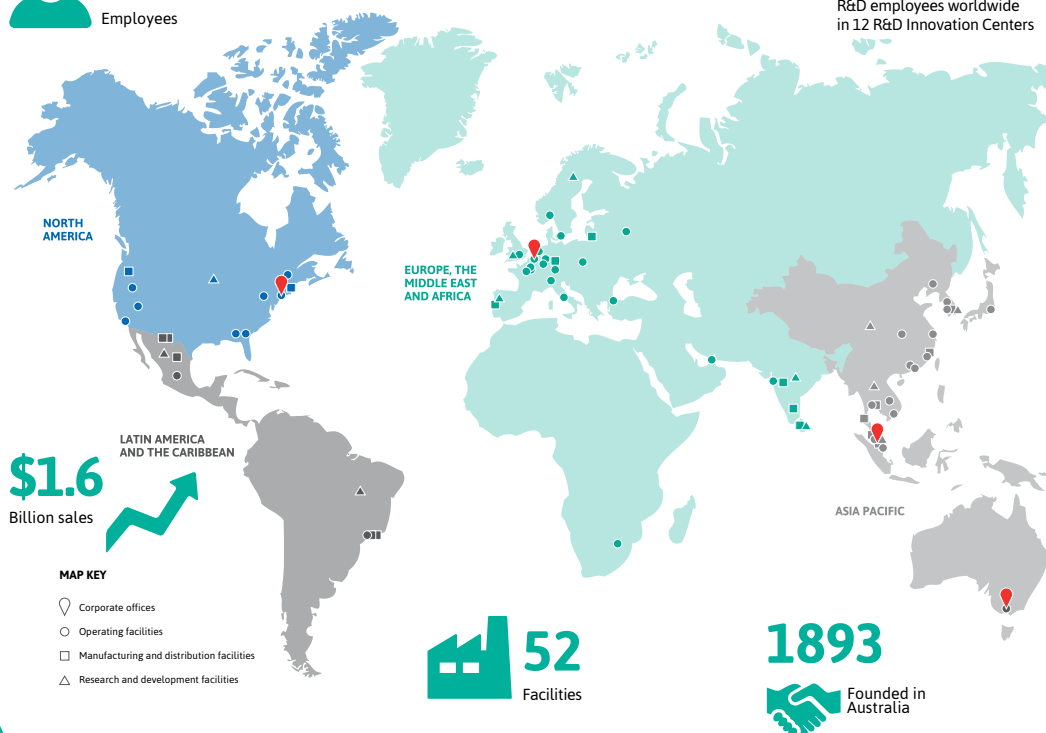 Employees
R&D employees worldwide
in 12 R&D Innovation Centers
NORTH
AMERICA
EUROPE, THE
MIDDLE EAST
AND AFRICA
LATIN AMERICA
AND THE CARIBBEAN
$1.6
Billion sales
ASIA PACIFIC
MAP KEY
Corporate offices
Operating facilities
Manufacturing and distribution facilities
Research and development facilities
52
Facilities
1893
Founded in
Australia